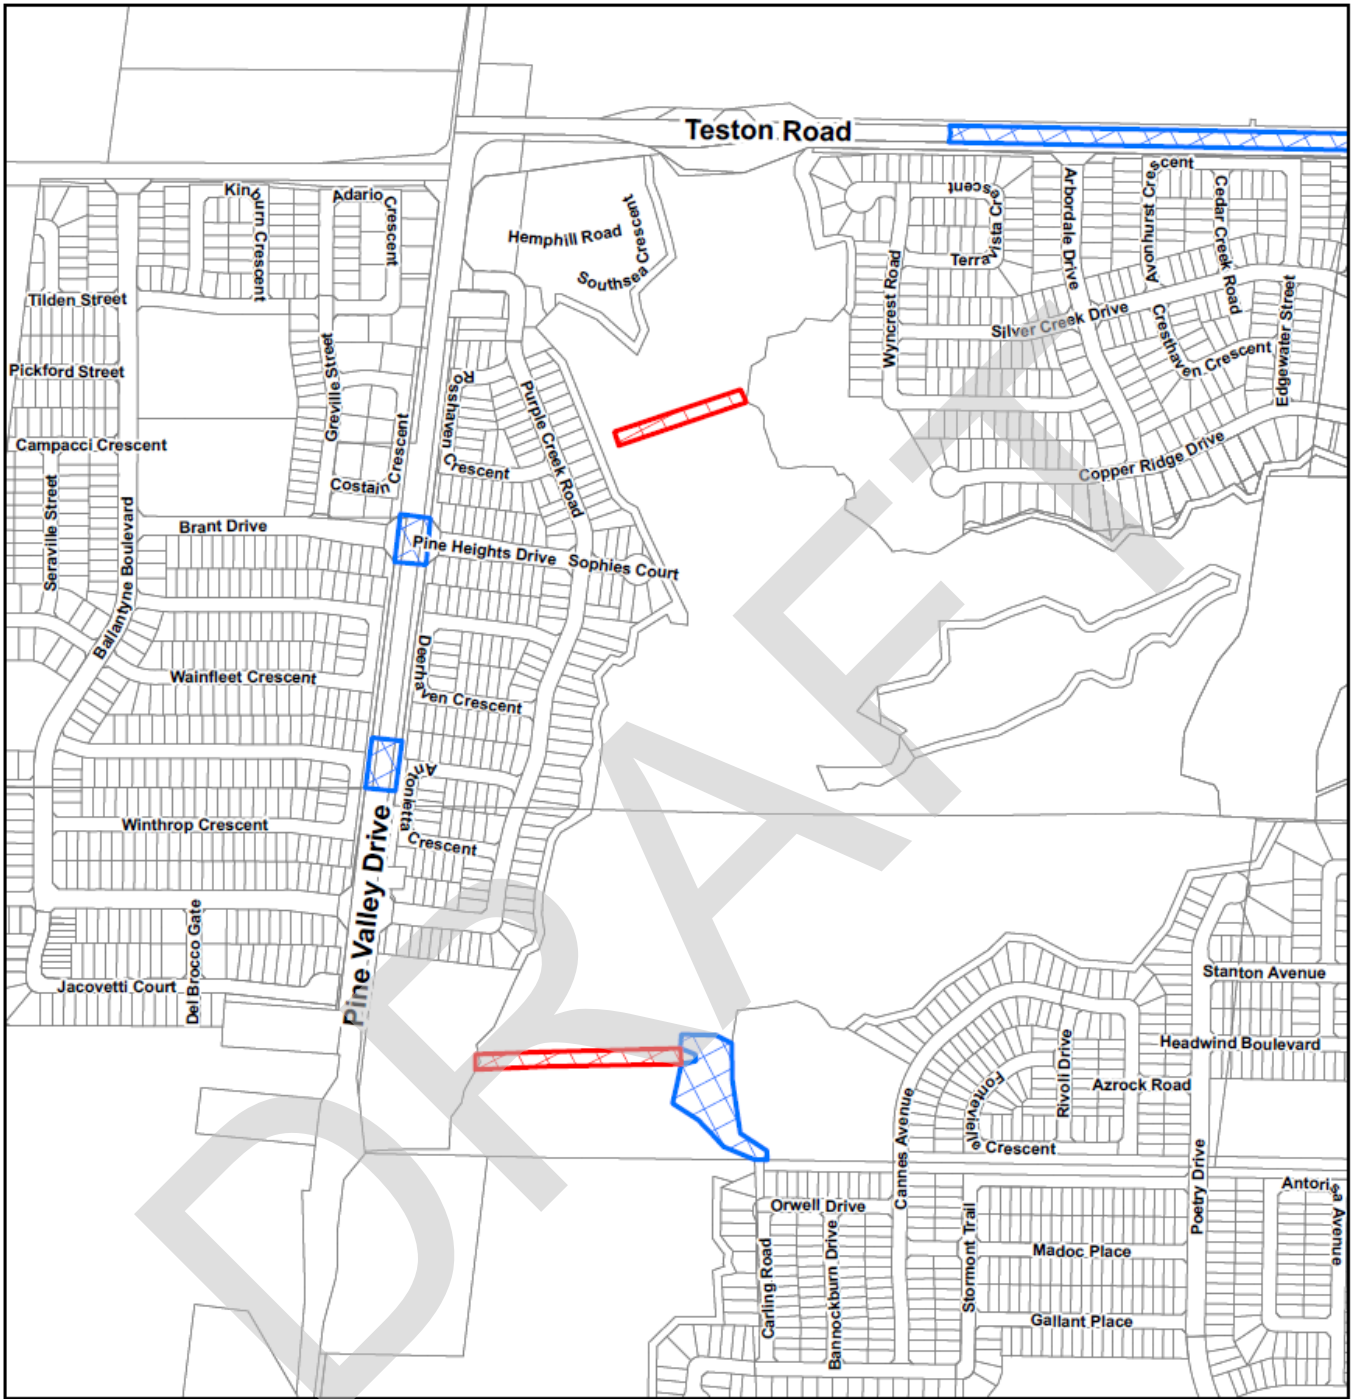 Teston Road
Kinburn Crescent
Adario Crescent
Hemphill Road
Southsea Crescent
Terra Vista Crescent
Arbordale Drive
Avonhurst Crescent
Cedar Creek Road
Tilden Street
Wyncrest Road
Silver Creek Drive
Edgewater Street
Cresthaven Crescent
Pickford Street
Greville Street
Rosshaven Crescent
Purple Creek Road
Campacci Crescent
Costain Crescent
Copper Ridge Drive
Seraville Street
Ballantyne Boulevard
Brant Drive
Pine Heights Drive
Sophies Court
Wainfleet Crescent
Deerhaven Crescent
Antonietta Crescent
Winthrop Crescent
Pine Valley Drive
Del Brocco Gate
Jacovetti Court
Stanton Avenue
Headwind Boulevard
Rivoli Drive
Azrock Road
Fontevielle Crescent
Cannes Avenue
Poetry Drive
Antorisa Avenue
Orwell Drive
Stormont Trail
Madoc Place
Carling Road
Bannockburn Drive
Gallant Place
DRAFT